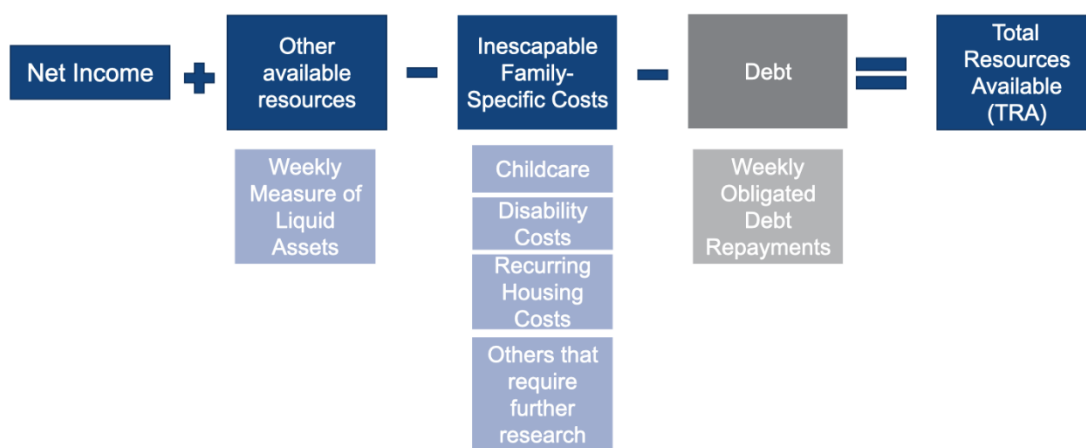 Net Income
+
Other
available
resources
-
Inescapable
Family-
Specific Costs
-
Debt
=
Total
Resources
Available
(TRA)
Weekly
Measure of
Liquid
Assets
Childcare
Disability
Costs
Recurring
Housing
Costs
Others that
require
further
research
Weekly
Obligated
Debt
Repayments